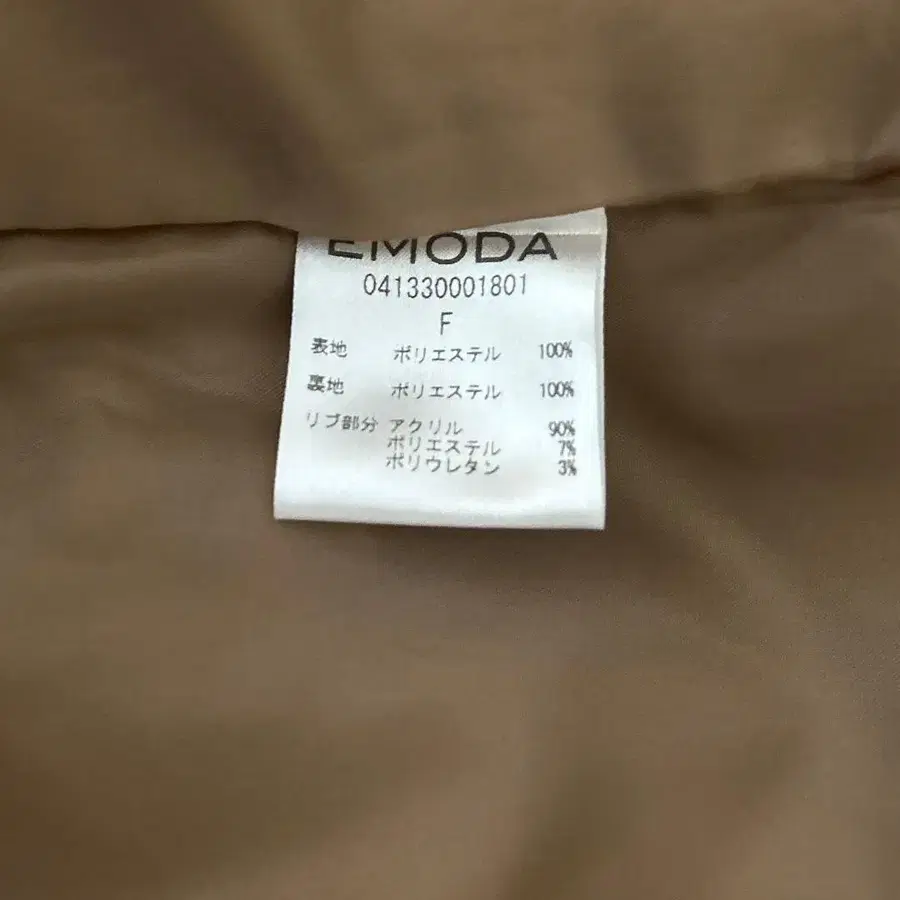 EMODA
041330001801
F
表地 ポリエステル 100%
裏地 ポリエステル 100%
リブ部分 アクリル 90%
ポリエステル 7%
ポリウレタン 3%